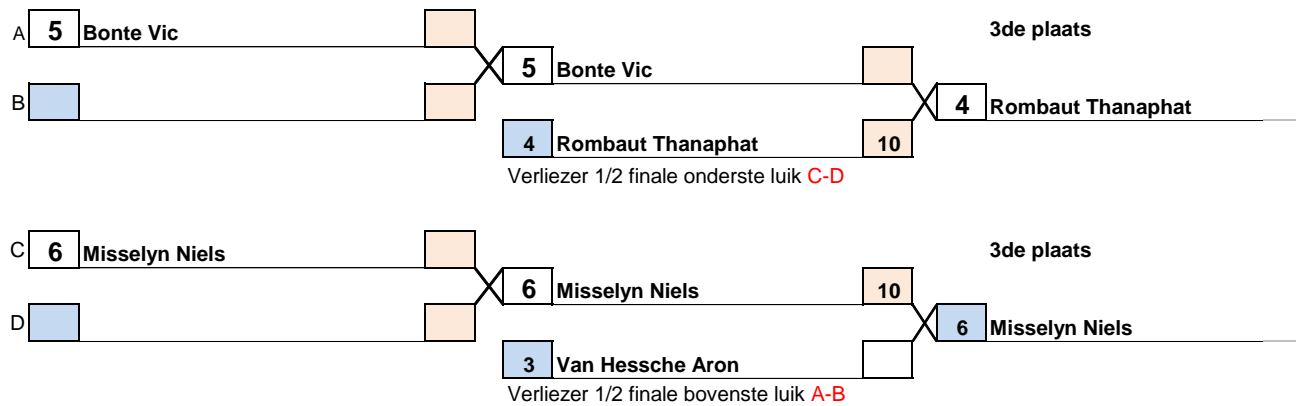 A 5 Bonte Vic
3de plaats
5 Bonte Vic
B
4 Rombaut Thanaphat
4 Rombaut Thanaphat 10
Verliezer 1/2 finale onderste luik C-D
C 6 Misselyn Niels
3de plaats
6 Misselyn Niels 10
D
6 Misselyn Niels
3 Van Hessche Aron
Verliezer 1/2 finale bovenste luik A-B